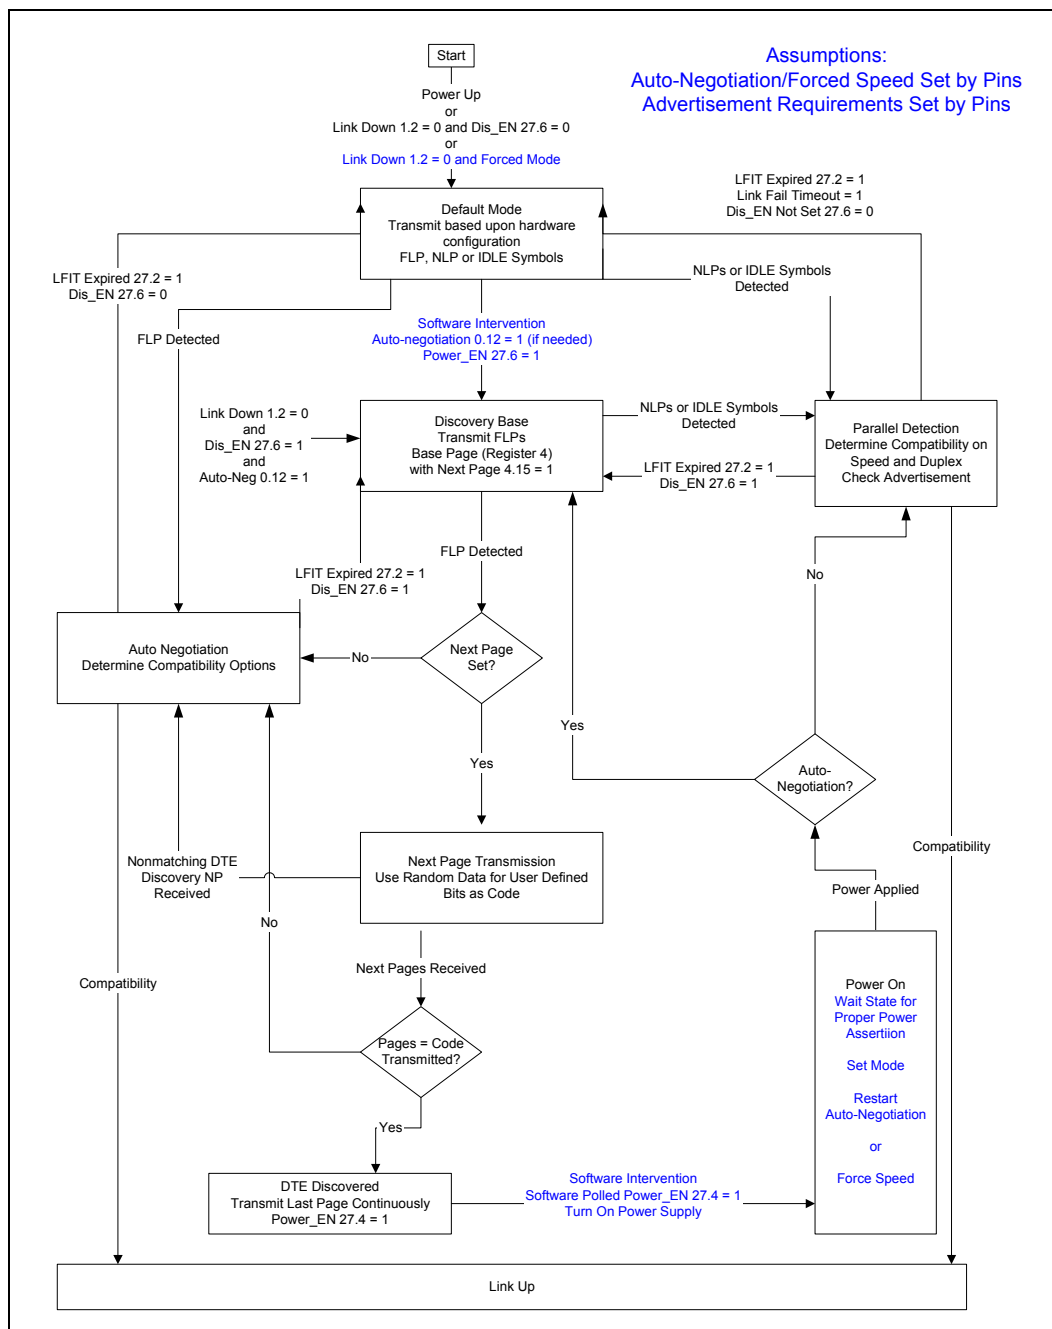 Start
Assumptions:
Auto-Negotiation/Forced Speed Set by Pins
Advertisement Requirements Set by Pins
Power Up
or
Link Down 1.2 = 0 and Dis_EN 27.6 = 0
or
Link Down 1.2 = 0 and Forced Mode
LFIT Expired 27.2 = 1
Link Fail Timeout = 1
Dis_EN Not Set 27.6 = 0
Default Mode
Transmit based upon hardware
configuration
FLP, NLP or IDLE Symbols
LFIT Expired 27.2 = 1
Dis_EN 27.6 = 0
NLPs or IDLE Symbols
Detected
FLP Detected
Software Intervention
Auto-negotiation 0.12 = 1 (if needed)
Power_EN 27.6 = 1
Link Down 1.2 = 0
and
Dis_EN 27.6 = 1
and
Auto-Neg 0.12 = 1
Discovery Base
Transmit FLPs
Base Page (Register 4)
with Next Page 4.15 = 1
NLPs or IDLE Symbols
Detected
LFIT Expired 27.2 = 1
Dis_EN 27.6 = 1
Parallel Detection
Determine Compatibility on
Speed and Duplex
Check Advertisement
FLP Detected
LFIT Expired 27.2 = 1
Dis_EN 27.6 = 1
No
Auto Negotiation
Determine Compatibility Options
No
Next Page
Set?
Yes
Yes
Auto-
Negotiation?
Nonmatching DTE
Discovery NP
Received
Next Page Transmission
Use Random Data for User Defined
Bits as Code
Compatibility
Power Applied
No
Next Pages Received
Compatibility
Pages = Code
Transmitted?
Power On
Wait State for
Proper Power
Assertiion
Set Mode
Restart
Auto-Negotiation
or
Force Speed
Yes
DTE Discovered
Transmit Last Page Continuously
Power_EN 27.4 = 1
Software Intervention
Software Polled Power_EN 27.4 = 1
Turn On Power Supply
Link Up